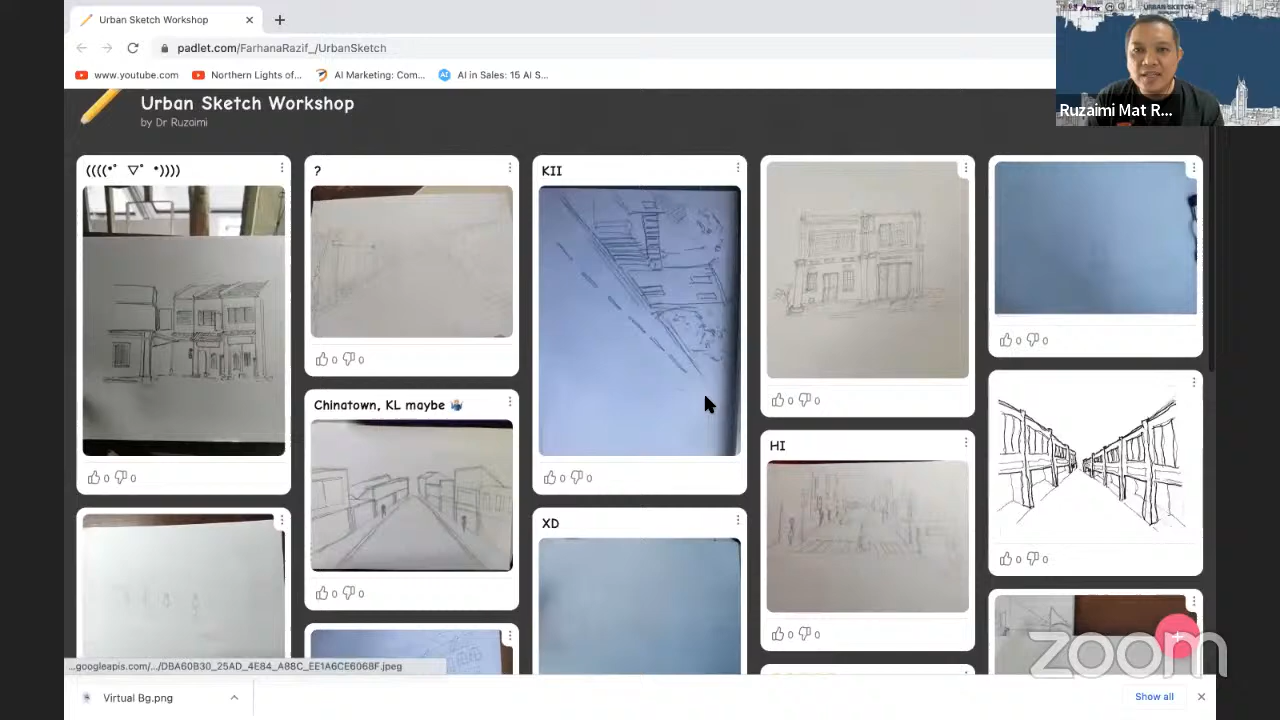 Urban Sketch Workshop
padlet.com/FarhanaRazif_/UrbanSketch
www.youtube.com
Northern Lights of...
AI Marketing: Com...
AI in Sales: 15 AI S...
URBAN SKETCH
Ruzaimi Mat R...
Urban Sketch Workshop
by Dr Ruzaimi
((((•˚ ▽˚ •))))
?
KII
0 0
0 0
0 0
Chinatown, KL maybe 🤷🏻‍♂️
HI
0 0
0 0
0 0
XD
0 0
0 0
...googleapis.com/.../DBA60B30_25AD_4E84_A88C_EE1A6CE6068F.jpeg
zoom
Virtual Bg.png
Show all